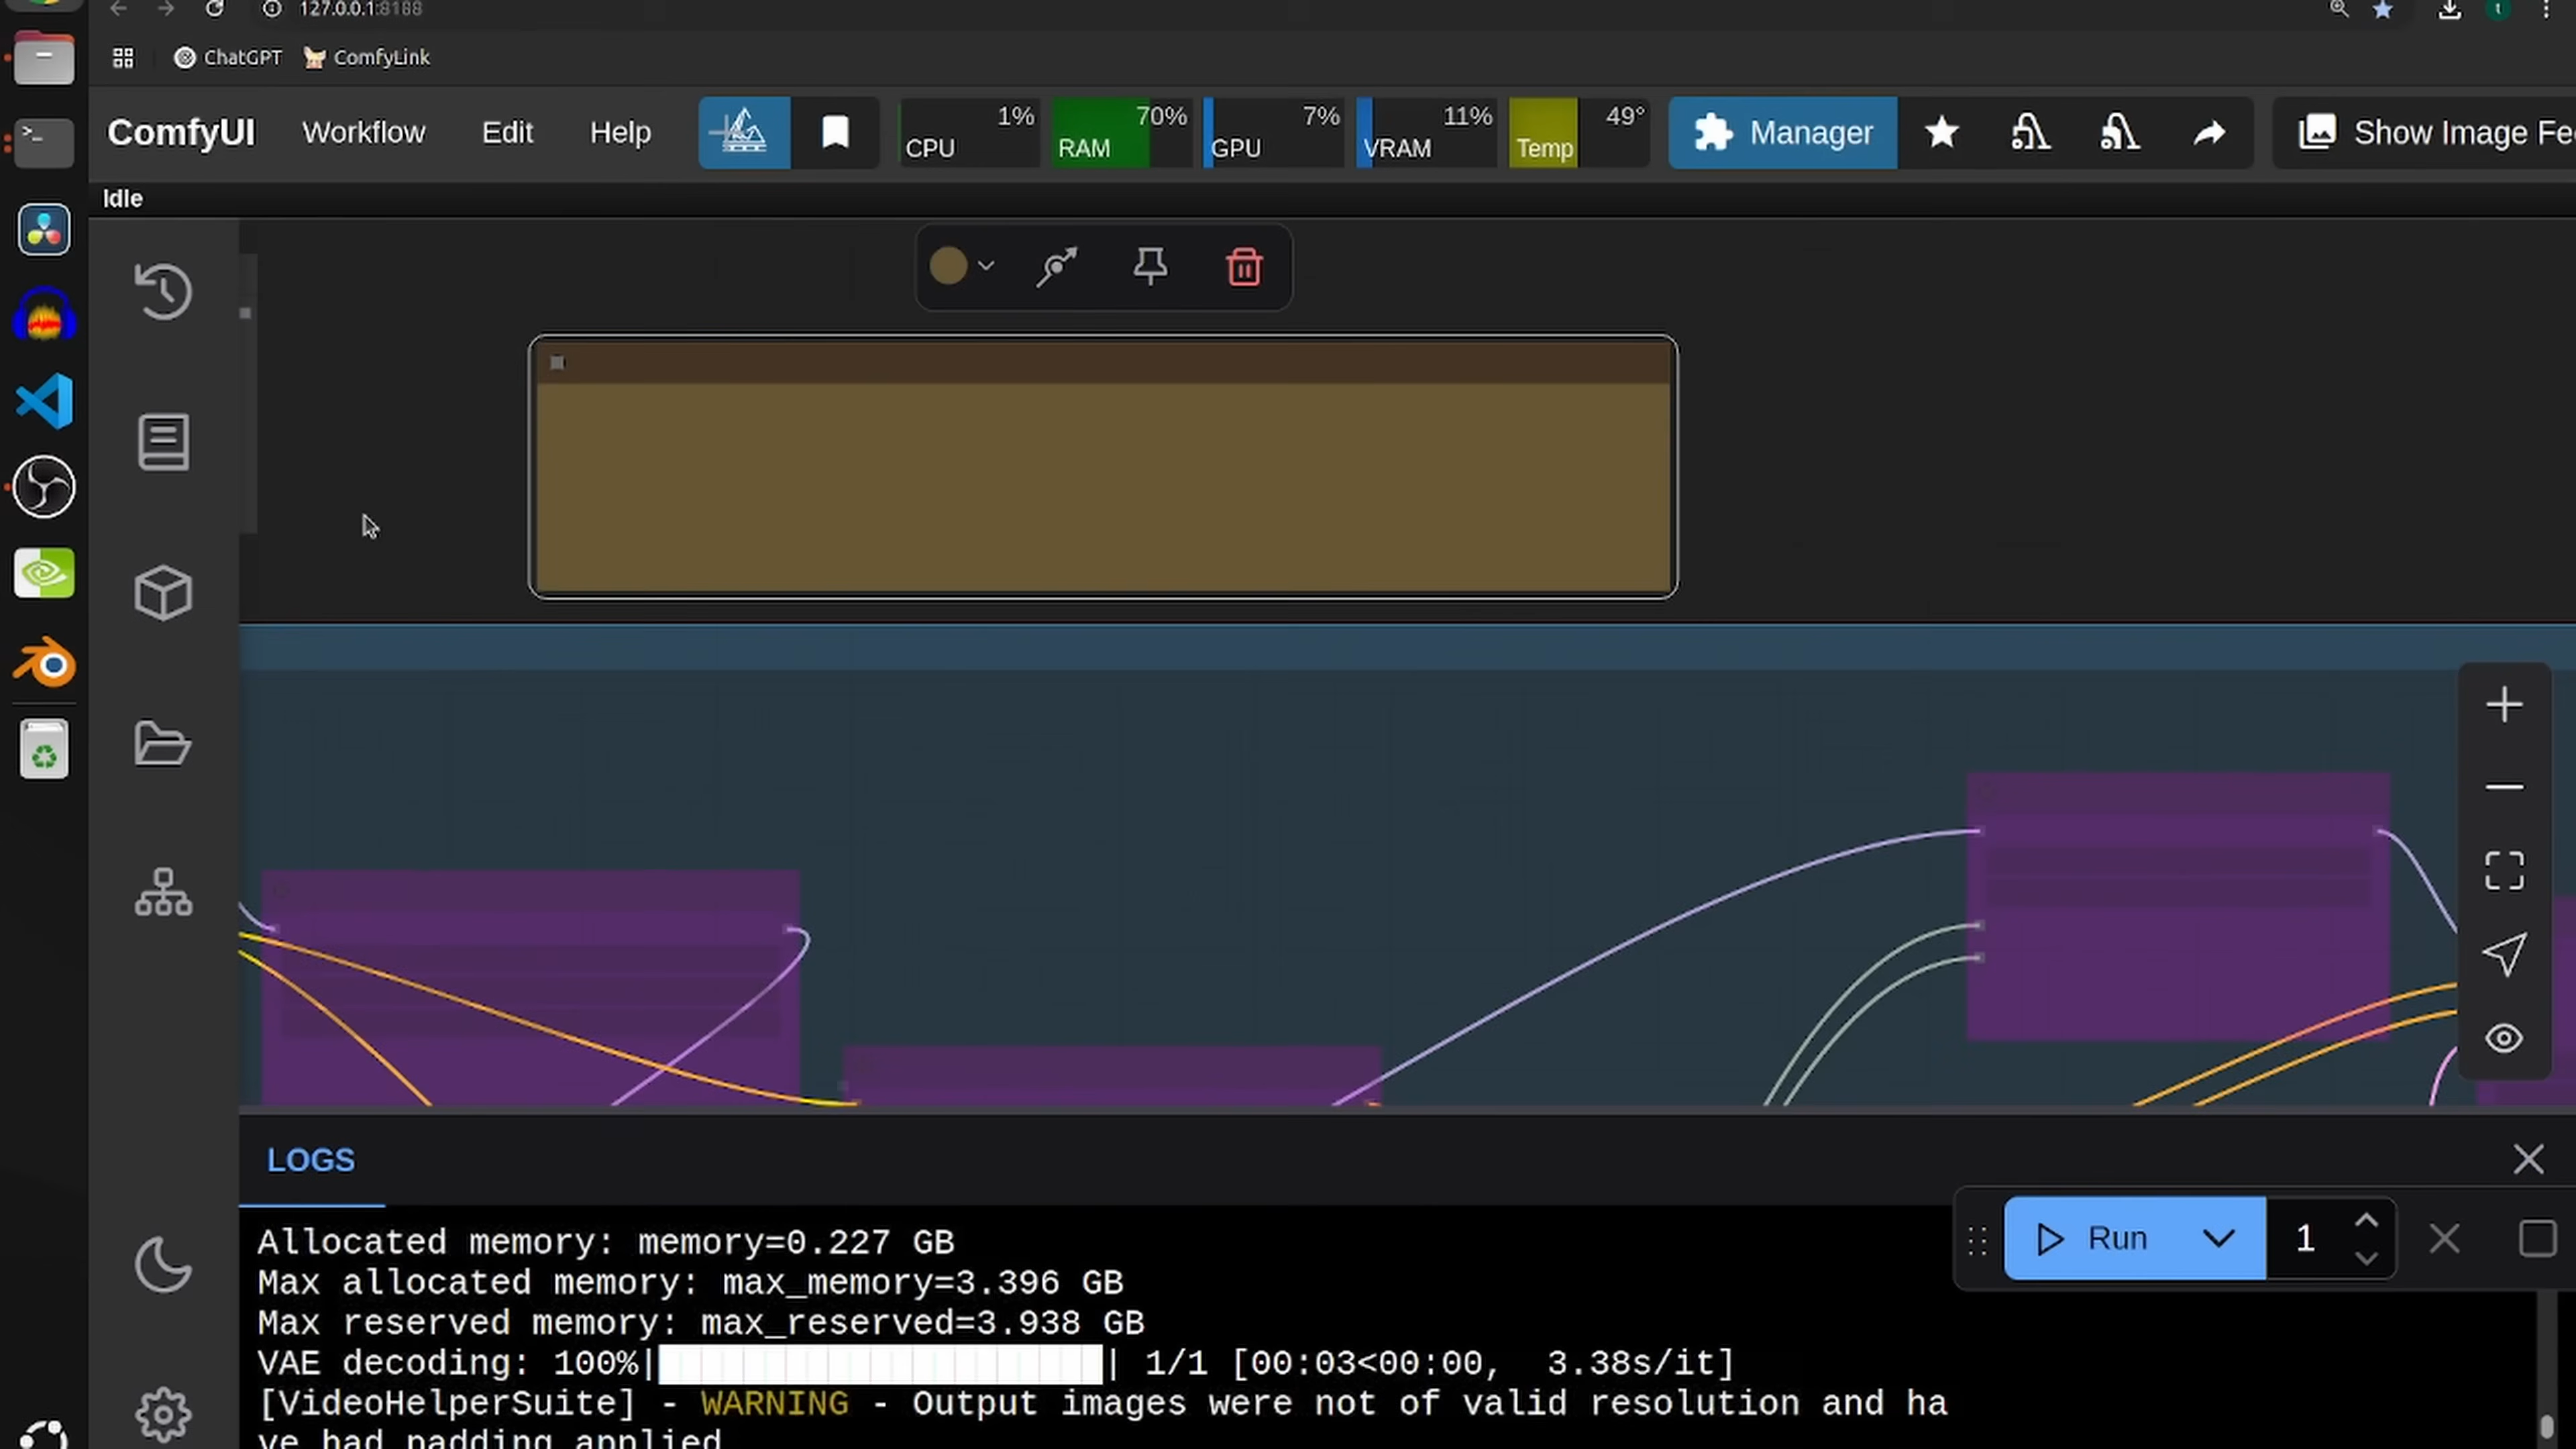 127.0.0.1:8188
ChatGPT ComfyLink
ComfyUI Workflow Edit Help CPU 1% RAM 70% GPU 7% VRAM 11% Temp 49° Manager Show Image Fe
Idle
LOGS
Run 1
Allocated memory: memory=0.227 GB
Max allocated memory: max_memory=3.396 GB
Max reserved memory: max_reserved=3.938 GB
VAE decoding: 100%| | 1/1 [00:03<00:00, 3.38s/it]
[VideoHelperSuite] - WARNING - Output images were not of valid resolution and ha
ve had padding applied